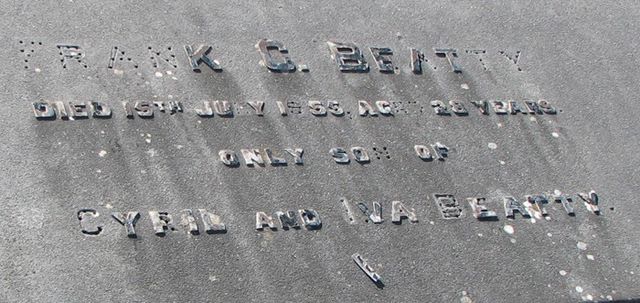 FRANK G. BEATTY
DIED 15TH JULY 1955. AGED 28 YEARS.
ONLY SON OF
CYRIL AND INA BEATTY.